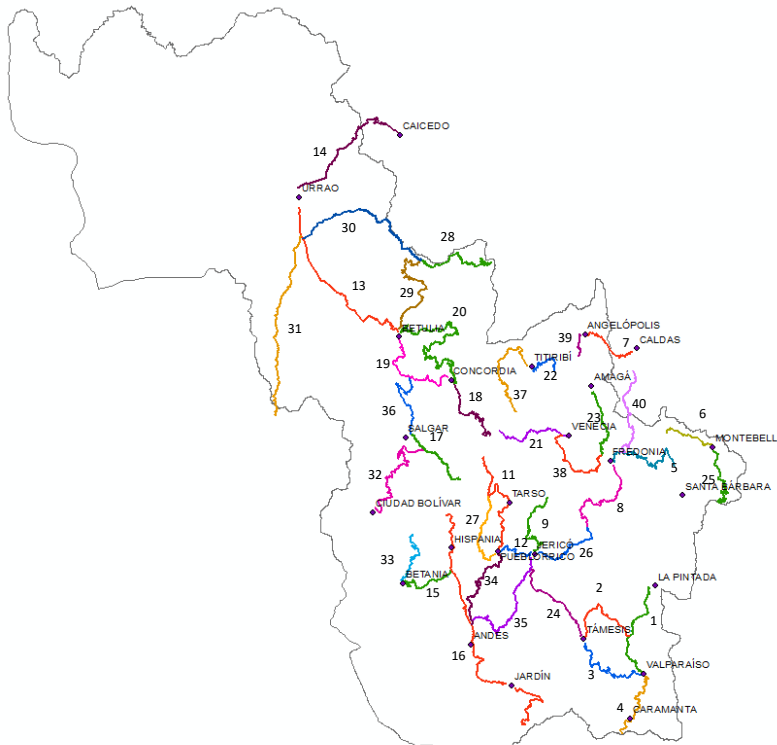 CAICEDO
14
URRAO
30
28
13
29
31
20
BETULIA
ANGELÓPOLIS
39
7
CALDAS
19
TITIRIBÍ
22
CONCORDIA
AMAGÁ
37
18
40
36
23
6
SALGAR
17
21
VENECIA
MONTEBELL
FREDONIA
5
38
32
11
25
SANTA BÁRBARA
CIUDAD BOLÍVAR
TARSO
8
27
9
HISPANIA
12
JERICÓ
26
PUEBLORRICO
33
34
BETANIA
15
LA PINTADA
2
35
24
1
TÁMESIS
ANDES
16
3
VALPARAÍSO
JARDÍN
4
CARAMANTA